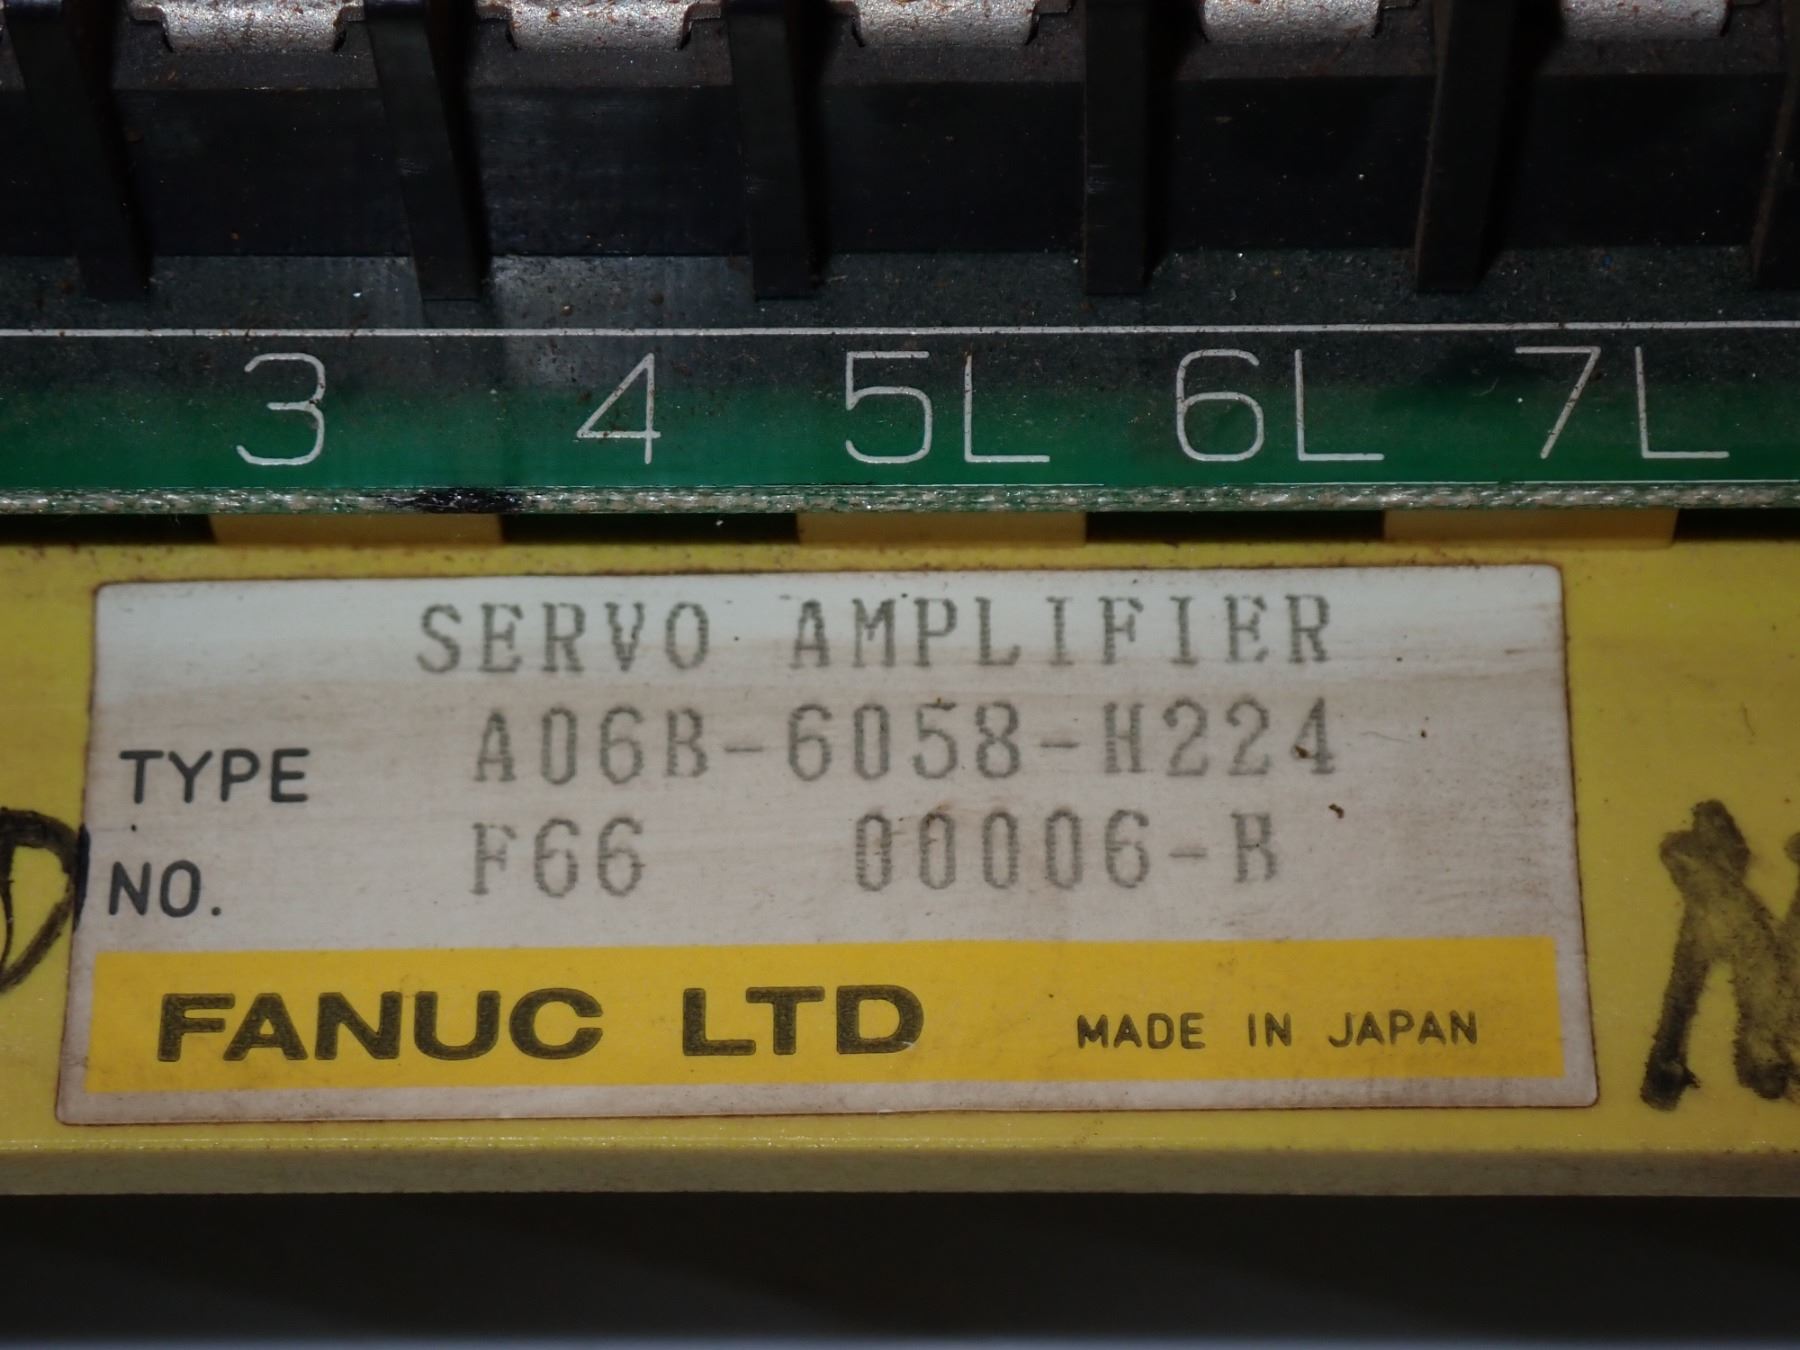 3 4 5L 6L 7L
SERVO AMPLIFIER
TYPE A06B-6058-H224
NO. F66 00006-B
FANUC LTD MADE IN JAPAN